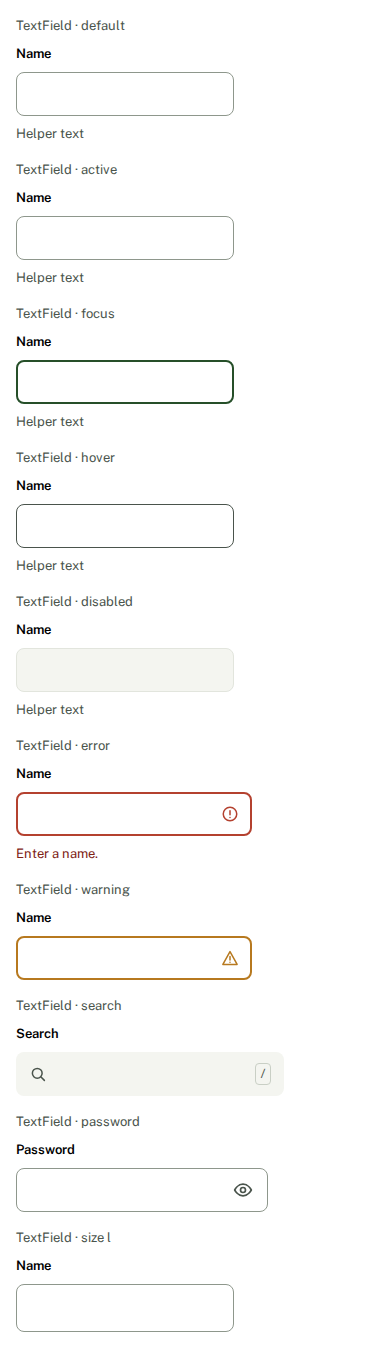 TextField · default
Name
Helper text
TextField · active
Name
Helper text
TextField · focus
Name
Helper text
TextField · hover
Name
Helper text
TextField · disabled
Name
Helper text
TextField · error
Name
Enter a name.
TextField · warning
Name
TextField · search
Search
/
TextField · password
Password
TextField · size l
Name